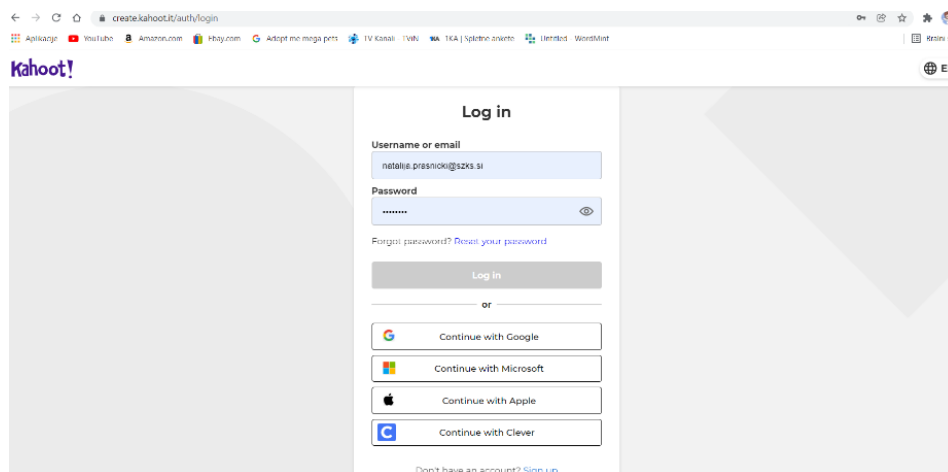 create.kahoot.it/auth/login
Aplikacije YouTube Amazon.com Ebay.com G Adopt me mega pets TV Kanali TVIN 1KA 1KA | Spletne ankete Untitled - WordMint
Kahoot!
Log in
Username or email
natalija.prasnicki@szks.si
Password
Forgot password? Reset your password
Log in
or
Continue with Google
Continue with Microsoft
Continue with Apple
C Continue with Clever
Don't have an account? Sign up